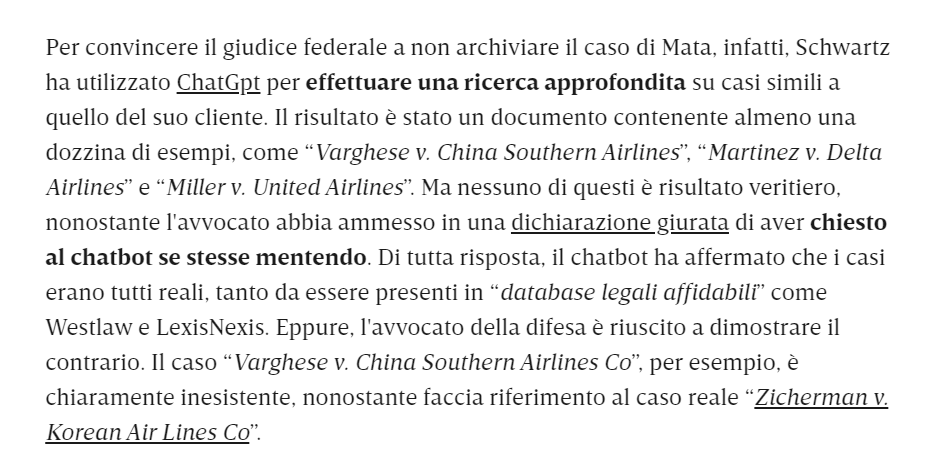 Per convincere il giudice federale a non archiviare il caso di Mata, infatti, Schwartz
ha utilizzato ChatGpt per effettuare una ricerca approfondita su casi simili a
quello del suo cliente. Il risultato è stato un documento contenente almeno una
dozzina di esempi, come “Varghese v. China Southern Airlines”, “Martinez v. Delta
Airlines” e “Miller v. United Airlines”. Ma nessuno di questi è risultato veritiero,
nonostante l'avvocato abbia ammesso in una dichiarazione giurata di aver chiesto
al chatbot se stesse mentendo. Di tutta risposta, il chatbot ha affermato che i casi
erano tutti reali, tanto da essere presenti in “database legali affidabili” come
Westlaw e LexisNexis. Eppure, l'avvocato della difesa è riuscito a dimostrare il
contrario. Il caso “Varghese v. China Southern Airlines Co”, per esempio, è
chiaramente inesistente, nonostante faccia riferimento al caso reale “Zicherman v.
Korean Air Lines Co”.